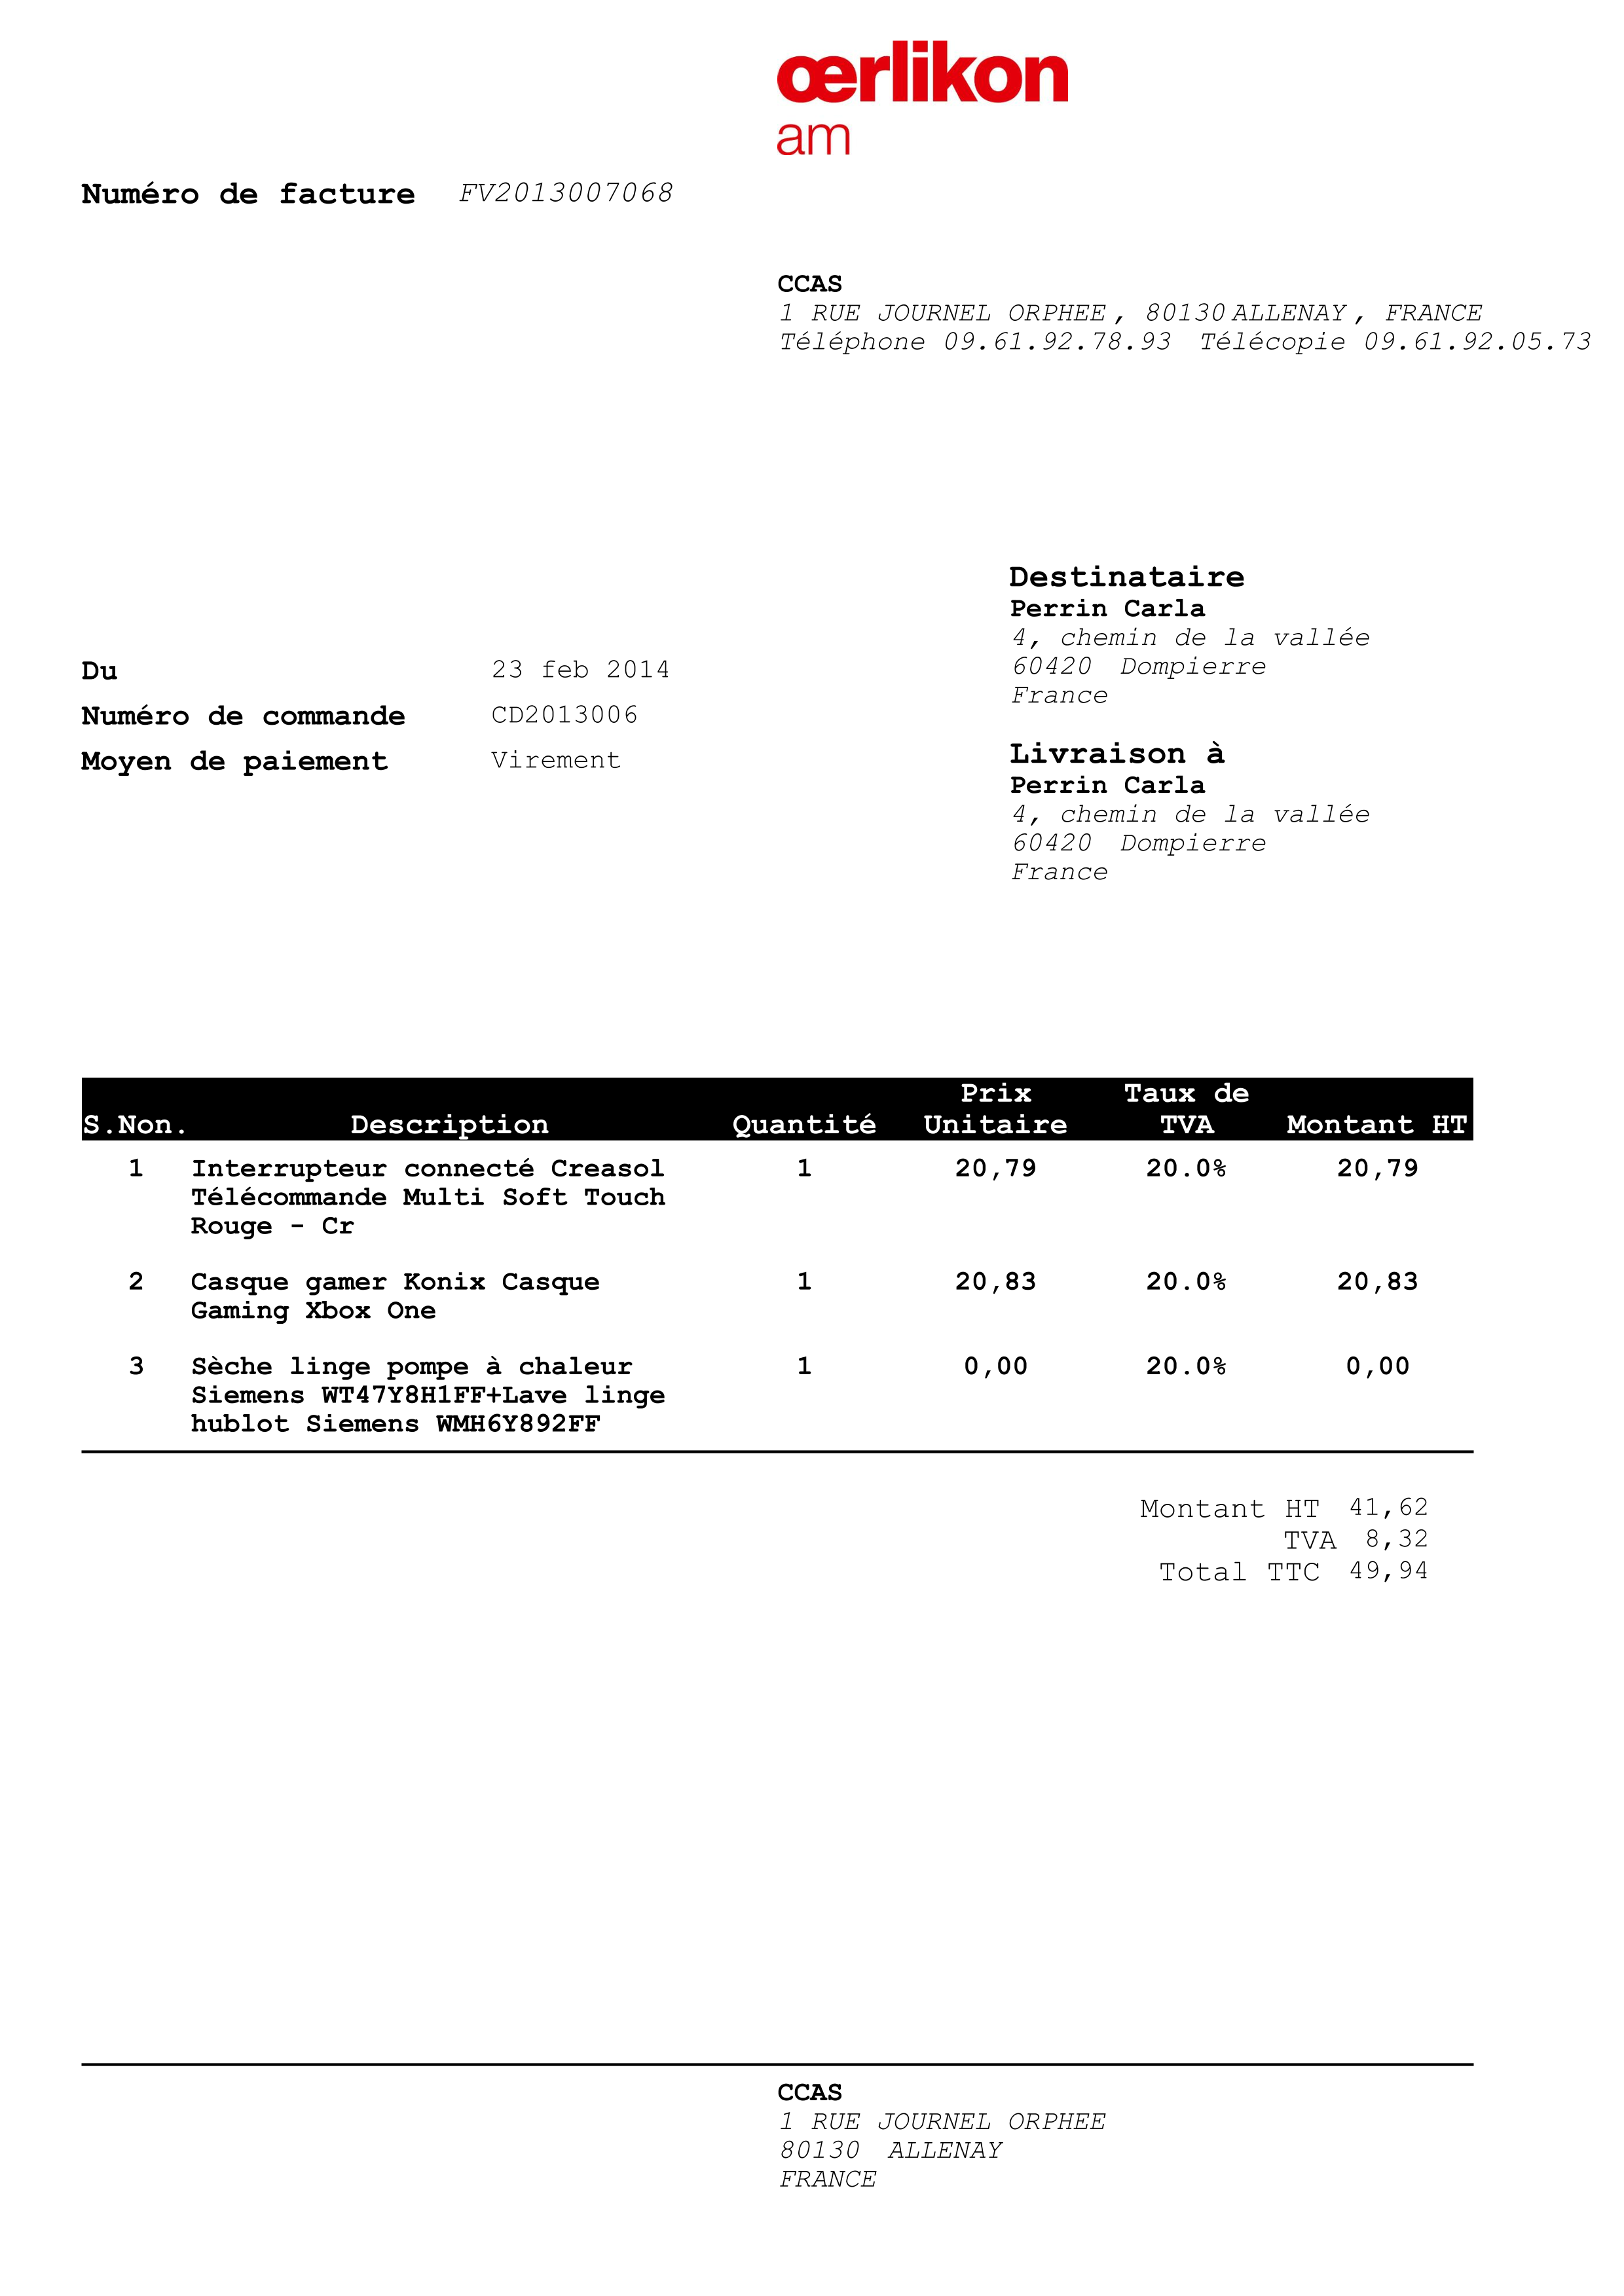 œrlikon
am
Numéro de facture FV2013007068
CCAS
1 RUE JOURNEL ORPHEE, 80130 ALLENAY, FRANCE
Téléphone 09.61.92.78.93 Télécopie 09.61.92.05.73
Destinataire
Perrin Carla
4, chemin de la vallée
60420 Dompierre
France
Du 23 feb 2014
Numéro de commande CD2013006
Moyen de paiement Virement
Livraison à
Perrin Carla
4, chemin de la vallée
60420 Dompierre
France
Prix Taux de
S.Non. Description Quantité Unitaire TVA Montant HT
1 Interrupteur connecté Creasol 1 20,79 20.0% 20,79
Télécommande Multi Soft Touch
Rouge - Cr
2 Casque gamer Konix Casque 1 20,83 20.0% 20,83
Gaming Xbox One
3 Sèche linge pompe à chaleur 1 0,00 20.0% 0,00
Siemens WT47Y8H1FF+Lave linge
hublot Siemens WMH6Y892FF
Montant HT 41,62
TVA 8,32
Total TTC 49,94
CCAS
1 RUE JOURNEL ORPHEE
80130 ALLENAY
FRANCE